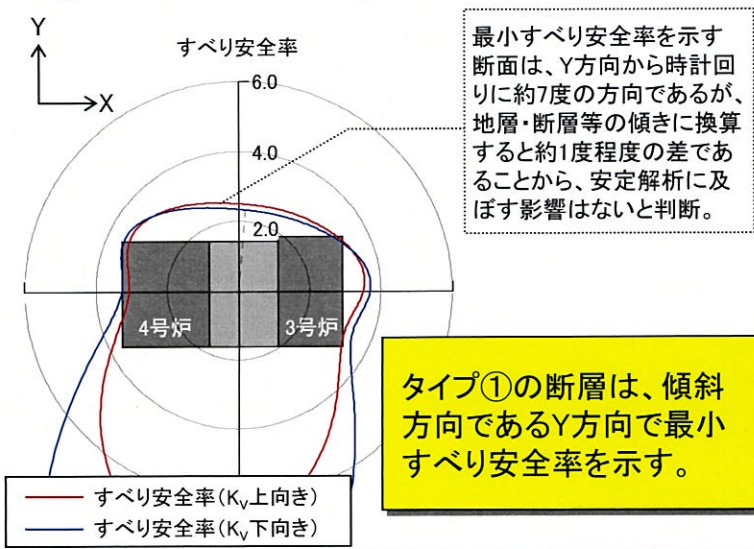 Y
X
すべり安全率
6.0
4.0
2.0
最小すべり安全率を示す
断面は、Y方向から時計回
りに約7度の方向であるが、
地層・断層等の傾きに換算
すると約1度程度の差であ
ることから、安定解析に及
ぼす影響はないと判断。
4号炉
3号炉
タイプ①の断層は、傾斜
方向であるY方向で最小
すべり安全率を示す。
すべり安全率(KV上向き)
すべり安全率(KV下向き)